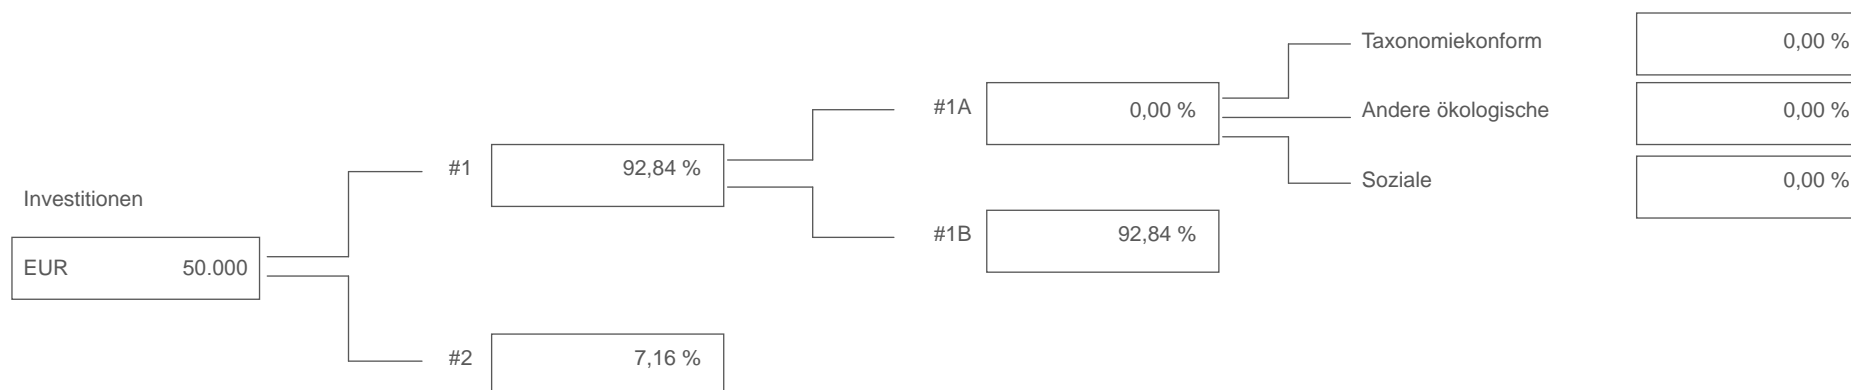 Taxonomiekonform 0,00 %
#1A 0,00 %
Andere ökologische 0,00 %
#1 92,84 %
Soziale 0,00 %
Investitionen
#1B 92,84 %
EUR 50.000
#2 7,16 %